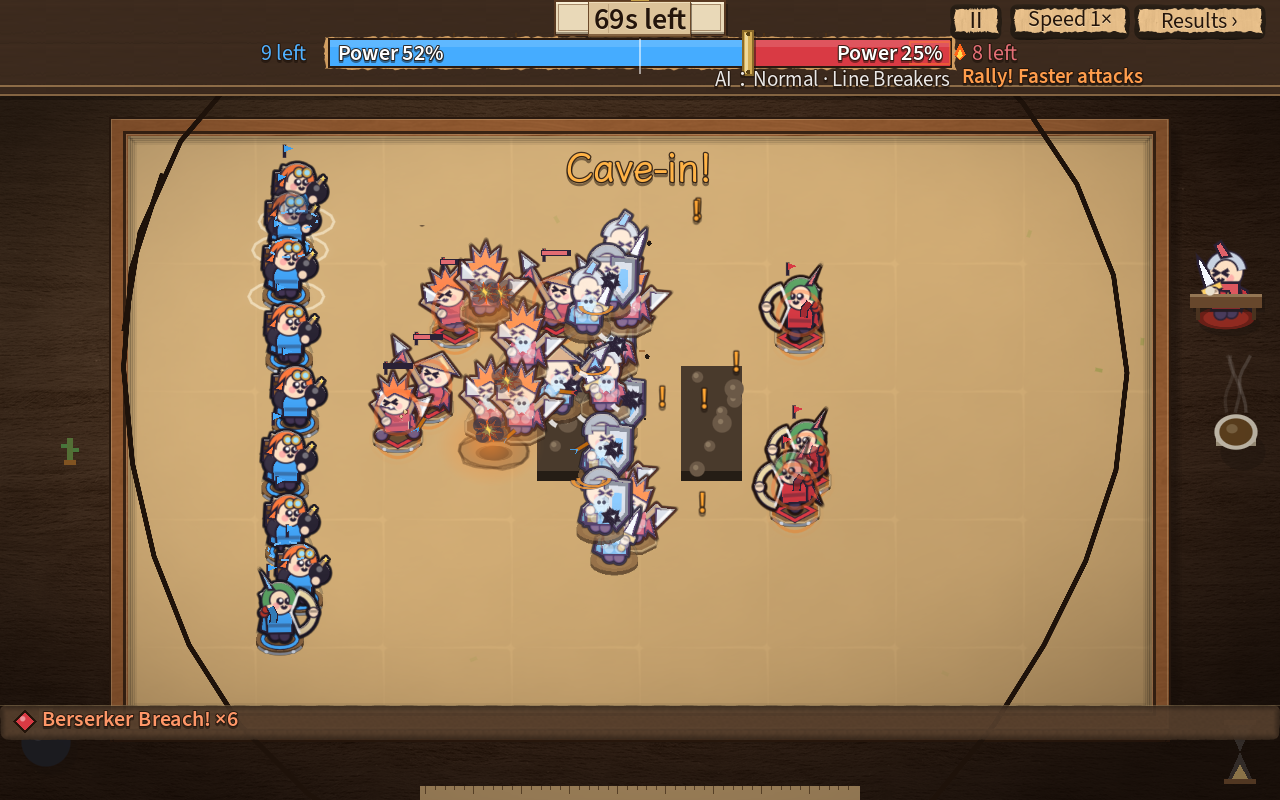 69s left
Speed 1×
Results ›
9 left
Power 52%
Power 25%
8 left
AI : Normal · Line Breakers
Rally! Faster attacks
Cave-in!
Berserker Breach! ×6